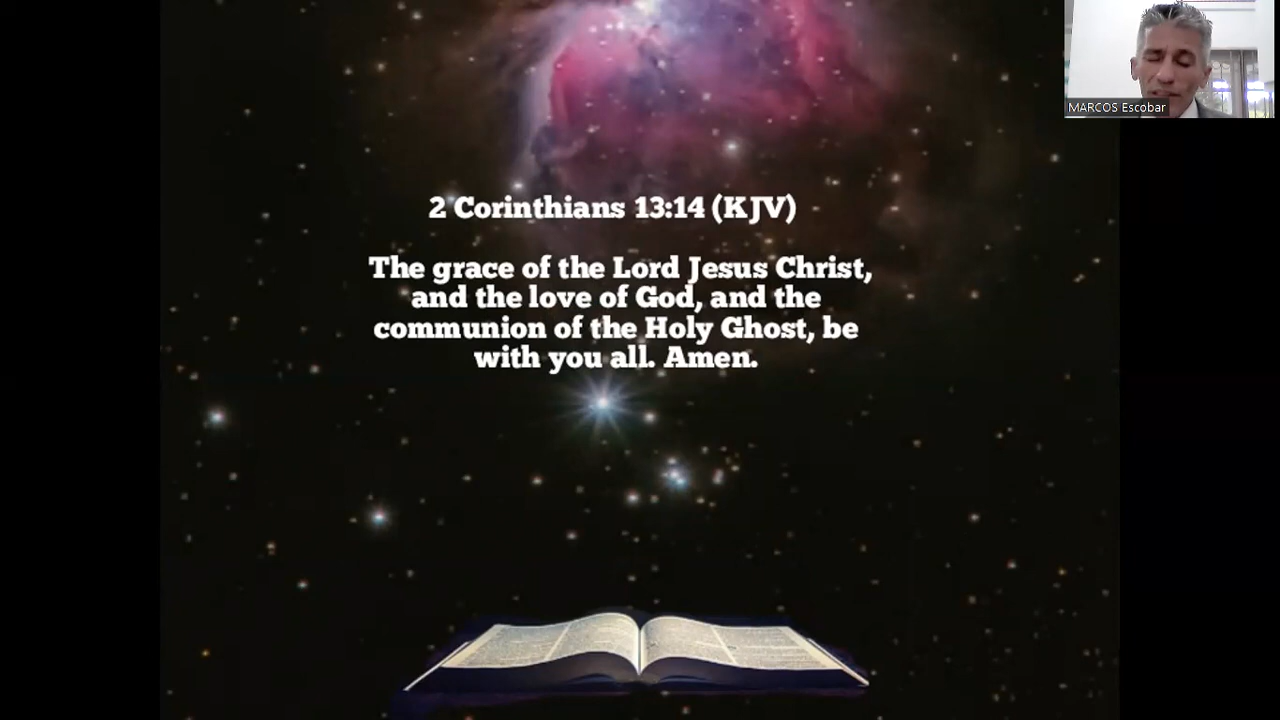 MARCOS Escobar
2 Corinthians 13:14 (KJV)
The grace of the Lord Jesus Christ,
and the love of God, and the
communion of the Holy Ghost, be
with you all. Amen.